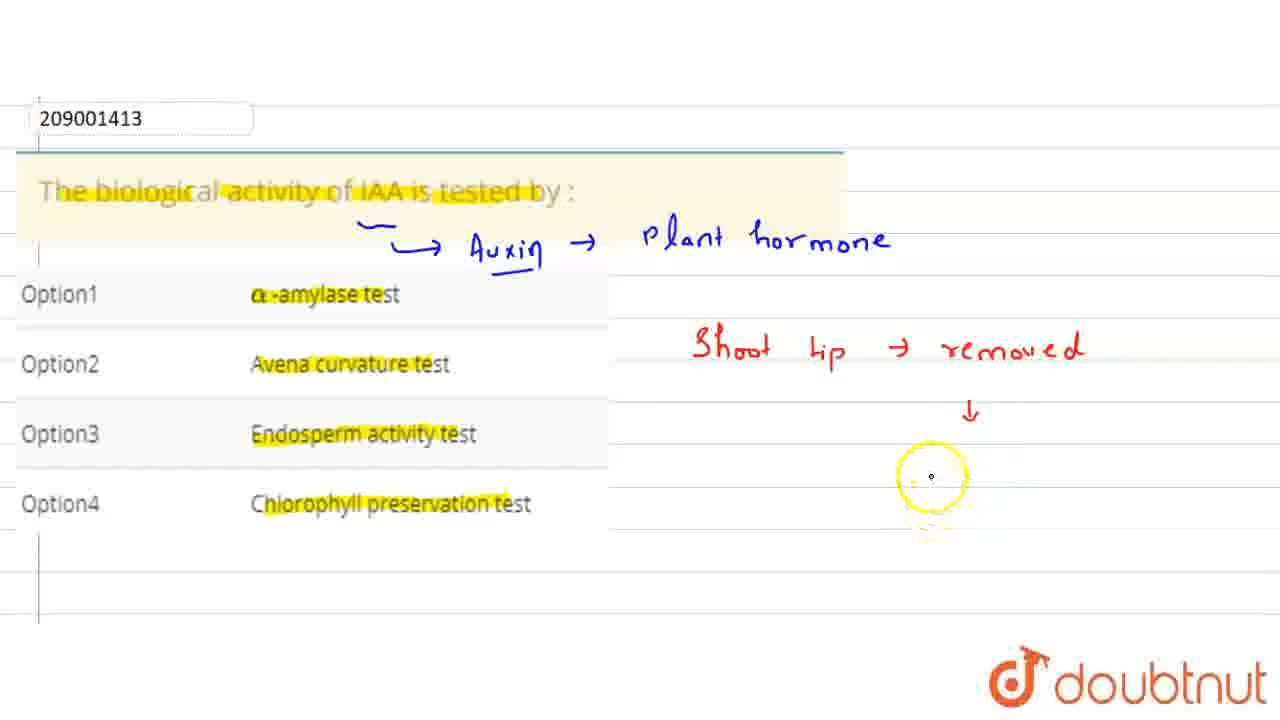 209001413
The biological activity of IAA is tested by :
→ Auxin → Plant hormone
Option1 α-amylase test
Shoot tip → removed
↓
Option2 Avena curvature test
Option3 Endosperm activity test
Option4 Chlorophyll preservation test
doubtnut